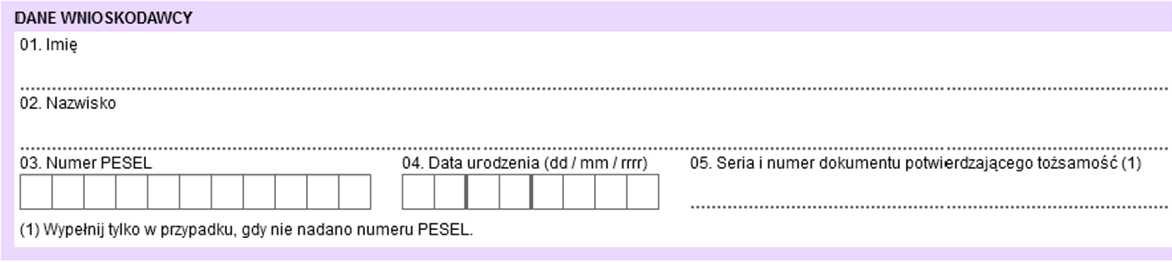 DANE WNIOSKODAWCY
01. Imię
02. Nazwisko
03. Numer PESEL 04. Data urodzenia (dd / mm / rrrr) 05. Seria i numer dokumentu potwierdzającego tożsamość (1)
(1) Wypełnij tylko w przypadku, gdy nie nadano numeru PESEL.